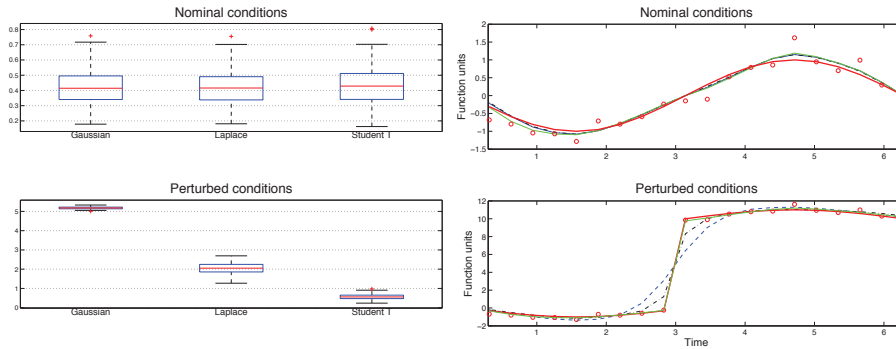 Nominal conditions
0.8
0.7
0.6
0.5
0.4
0.3
0.2
Gaussian Laplace Student T
Nominal conditions
Function units
2
1.5
1
0.5
0
-0.5
-1
-1.5
1 2 3 4 5 6
Perturbed conditions
5
4
3
2
1
0
Gaussian Laplace Student T
Perturbed conditions
Function units
12
10
8
6
4
2
0
-2
1 2 3 4 5 6
Time